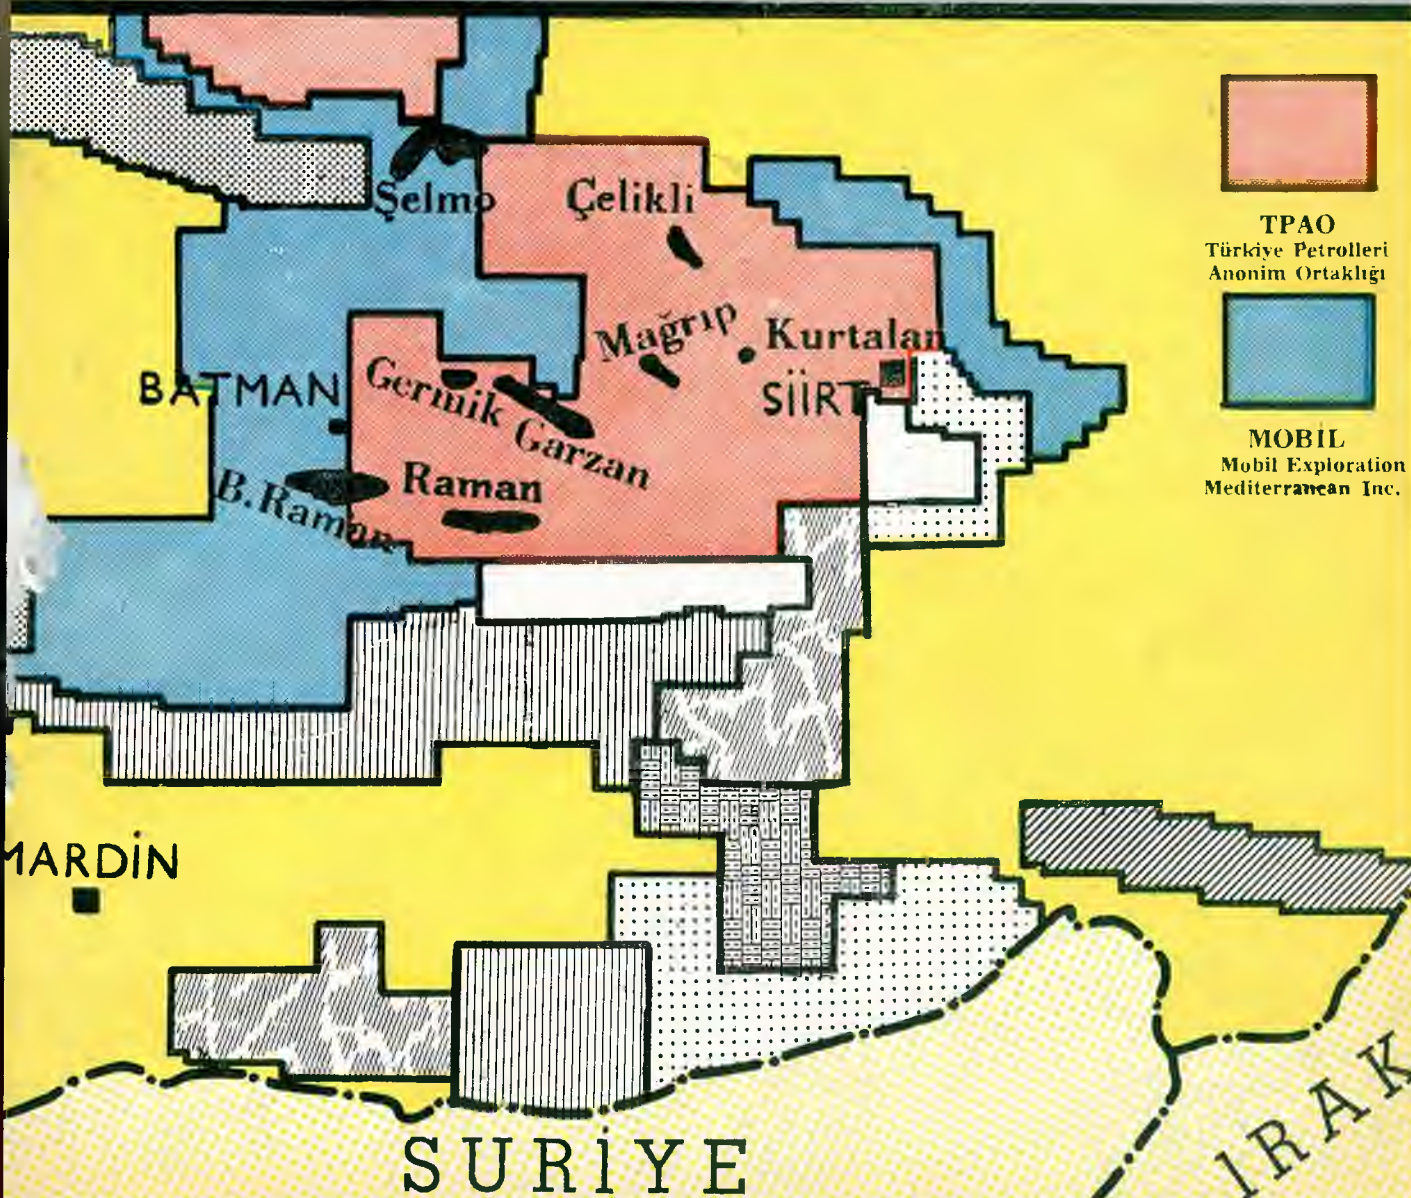 Şelmo
Çelikli
TPAO
Türkiye Petrolleri
Anonim Ortaklığı
Mağrıp
Kurtalan
BATMAN
Germik
Garzan
SİİRT
MOBİL
Mobil Exploration
Mediterranean Inc.
B.Raman
Raman
MARDİN
SURİYE
IRAK